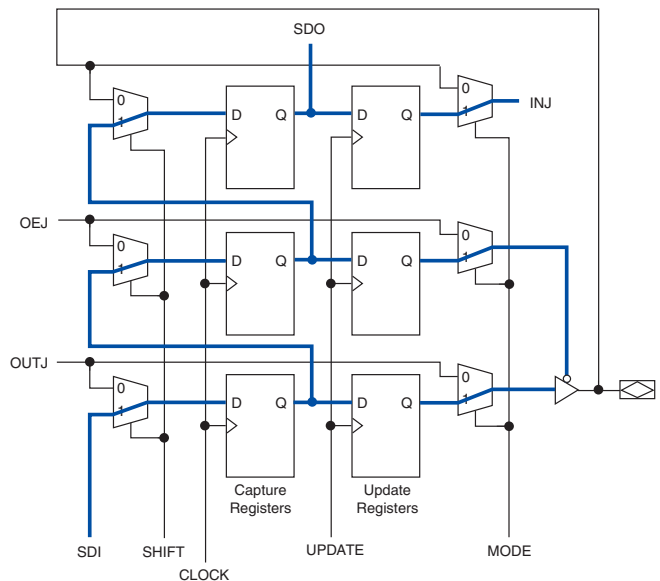 SDO
0
1
D Q
D Q
0
1
INJ
OEJ
0
1
D Q
D Q
0
1
OUTJ
0
1
D Q
D Q
0
1
Capture
Registers
Update
Registers
SDI
SHIFT
CLOCK
UPDATE
MODE